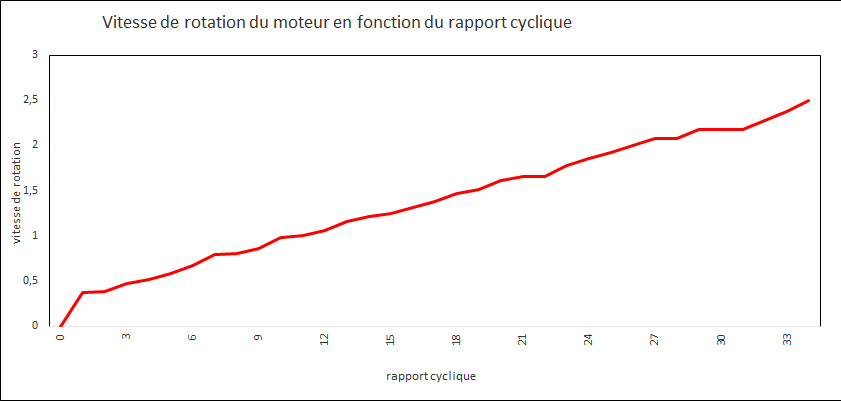 Vitesse de rotation du moteur en fonction du rapport cyclique
3
2,5
2
1,5
1
0,5
0
vitesse de rotation
0 3 6 9 12 15 18 21 24 27 30 33
rapport cyclique